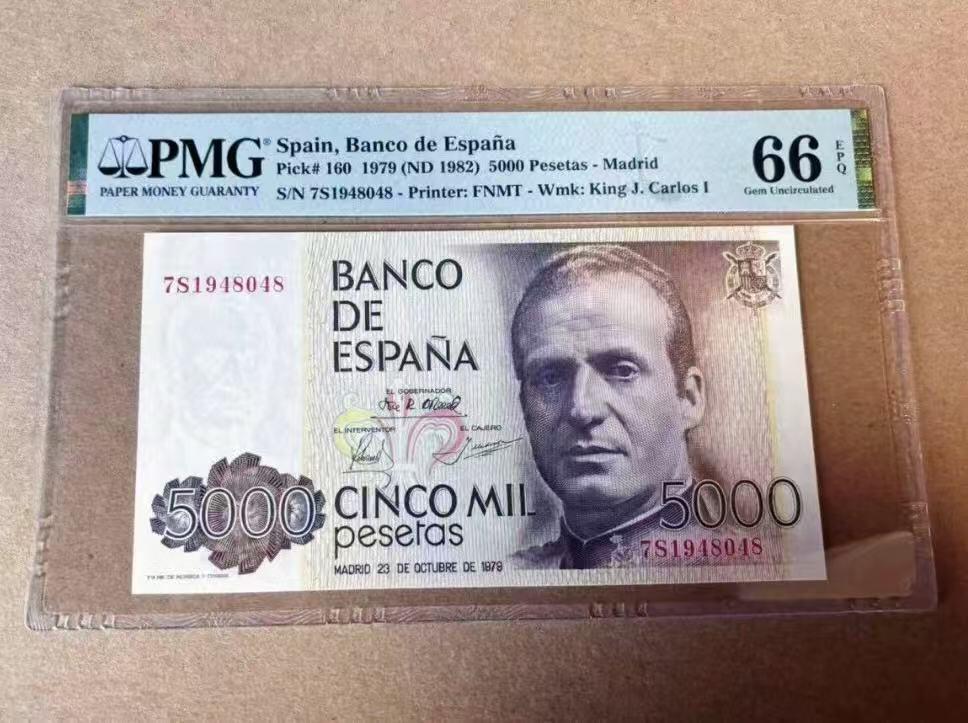 PMG®
PAPER MONEY GUARANTY
Spain, Banco de España
Pick# 160 1979 (ND 1982) 5000 Pesetas - Madrid
S/N 7S1948048 - Printer: FNMT - Wmk: King J. Carlos I
66 EPQ
Gem Uncirculated
7S1948048
BANCO
DE
ESPAÑA
EL GOBERNADOR
EL INTERVENTOR
EL CAJERO
5000
CINCO MIL
pesetas
5000
7S1948048
MADRID 23 DE OCTUBRE DE 1979